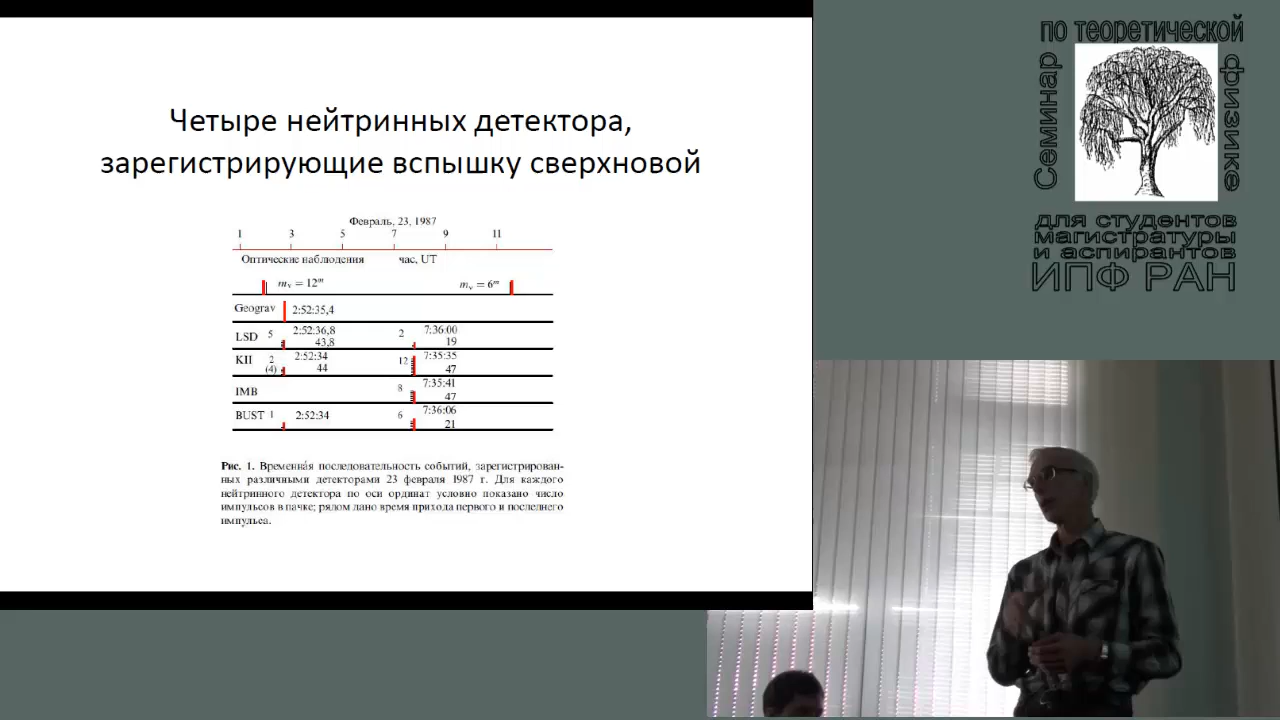 Четыре нейтринных детектора,
зарегистрирующие вспышку сверхновой
Февраль, 23, 1987
1 3 5 7 9 11
Оптические наблюдения час, UT
mv = 12m mv = 6m
Geograv 2:52:35,4
LSD 5 2:52:36,8 2 7:36:00
43,8 19
KII 2 2:52:34 12 7:35:35
(4) 44 47
IMB 8 7:35:41
47
BUST 1 2:52:34 6 7:36:06
21
Рис. 1. Временна́я последовательность событий, зарегистрирован-
ных различными детекторами 23 февраля 1987 г. Для каждого
нейтринного детектора по оси ординат условно показано число
импульсов в пачке; рядом дано время прихода первого и последнего
импульса.
Семинар
по теоретической
физике
для студентов
магистратуры
и аспирантов
ИПФ РАН